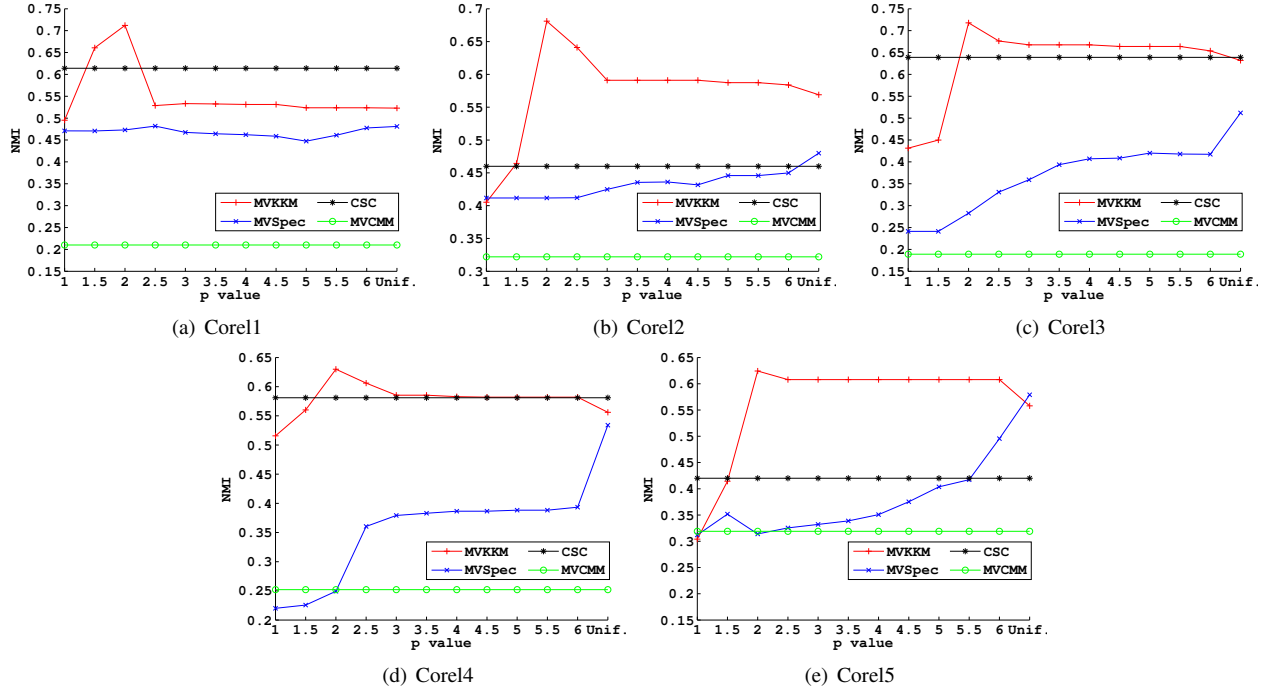 0.75
0.7
0.65
0.6
0.55
0.5
0.45
0.4
0.35
0.3
0.25
0.2
0.15
NMI
MVKKM CSC
MVSpec MVCMM
1 1.5 2 2.5 3 3.5 4 4.5 5 5.5 6 Unif.
p value
(a) Corel1
0.7
0.65
0.6
0.55
0.5
0.45
0.4
0.35
0.3
NMI
MVKKM CSC
MVSpec MVCMM
1 1.5 2 2.5 3 3.5 4 4.5 5 5.5 6 Unif.
p value
(b) Corel2
0.75
0.7
0.65
0.6
0.55
0.5
0.45
0.4
0.35
0.3
0.25
0.2
0.15
NMI
MVKKM CSC
MVSpec MVCMM
1 1.5 2 2.5 3 3.5 4 4.5 5 5.5 6 Unif.
p value
(c) Corel3
0.65
0.6
0.55
0.5
0.45
0.4
0.35
0.3
0.25
0.2
NMI
MVKKM CSC
MVSpec MVCMM
1 1.5 2 2.5 3 3.5 4 4.5 5 5.5 6 Unif.
p value
(d) Corel4
0.65
0.6
0.55
0.5
0.45
0.4
0.35
0.3
0.25
0.2
0.15
NMI
MVKKM CSC
MVSpec MVCMM
1 1.5 2 2.5 3 3.5 4 4.5 5 5.5 6 Unif.
p value
(e) Corel5